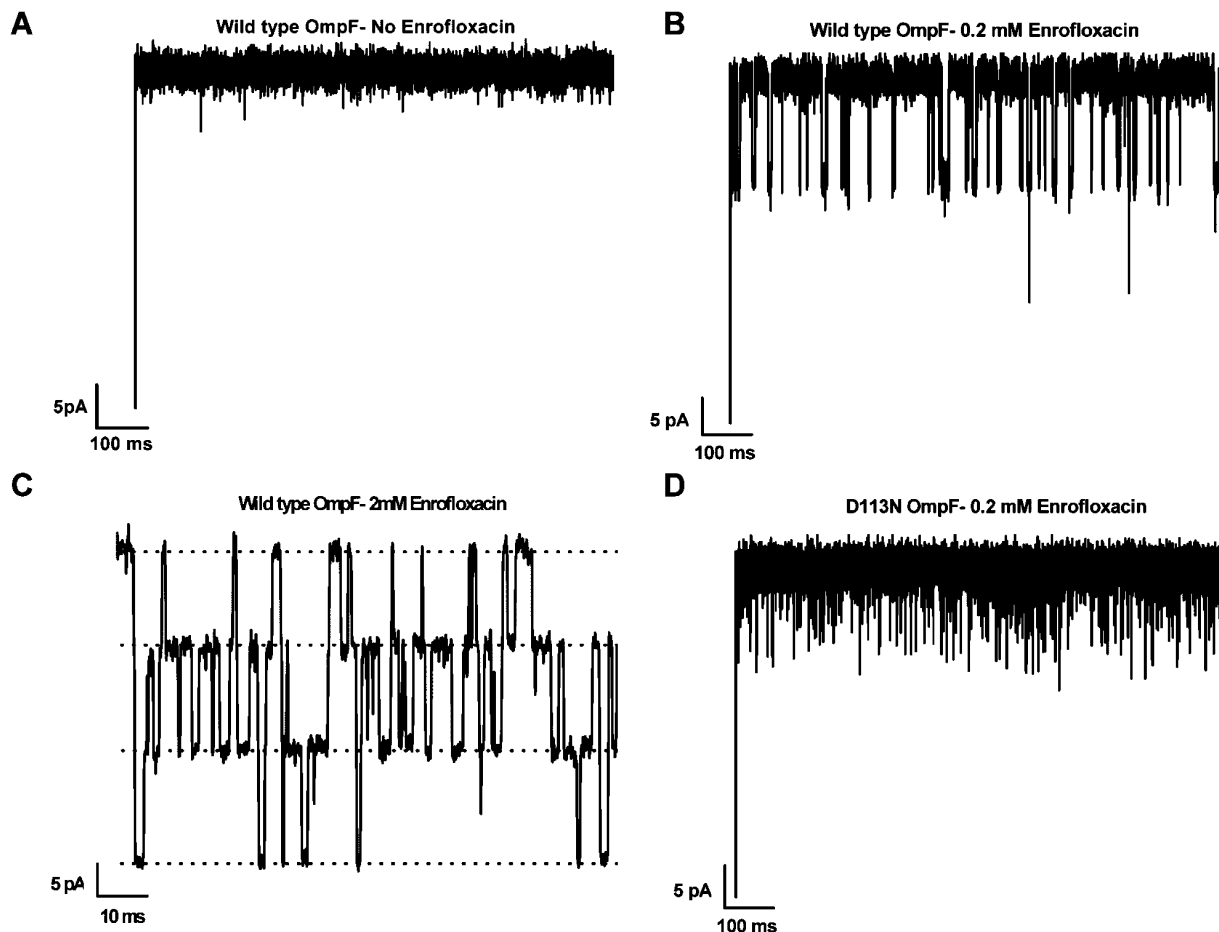 A
Wild type OmpF- No Enrofloxacin
5pA
100 ms
B
Wild type OmpF- 0.2 mM Enrofloxacin
5 pA
100 ms
C
Wild type OmpF- 2mM Enrofloxacin
5 pA
10 ms
D
D113N OmpF- 0.2 mM Enrofloxacin
5 pA
100 ms